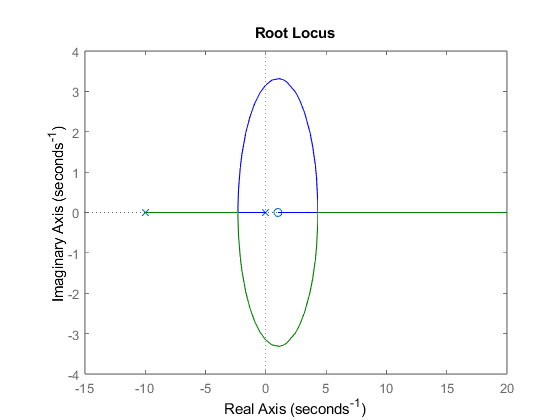 Root Locus
Imaginary Axis (seconds⁻¹)
4
3
2
1
0
-1
-2
-3
-4
-15 -10 -5 0 5 10 15 20
Real Axis (seconds⁻¹)